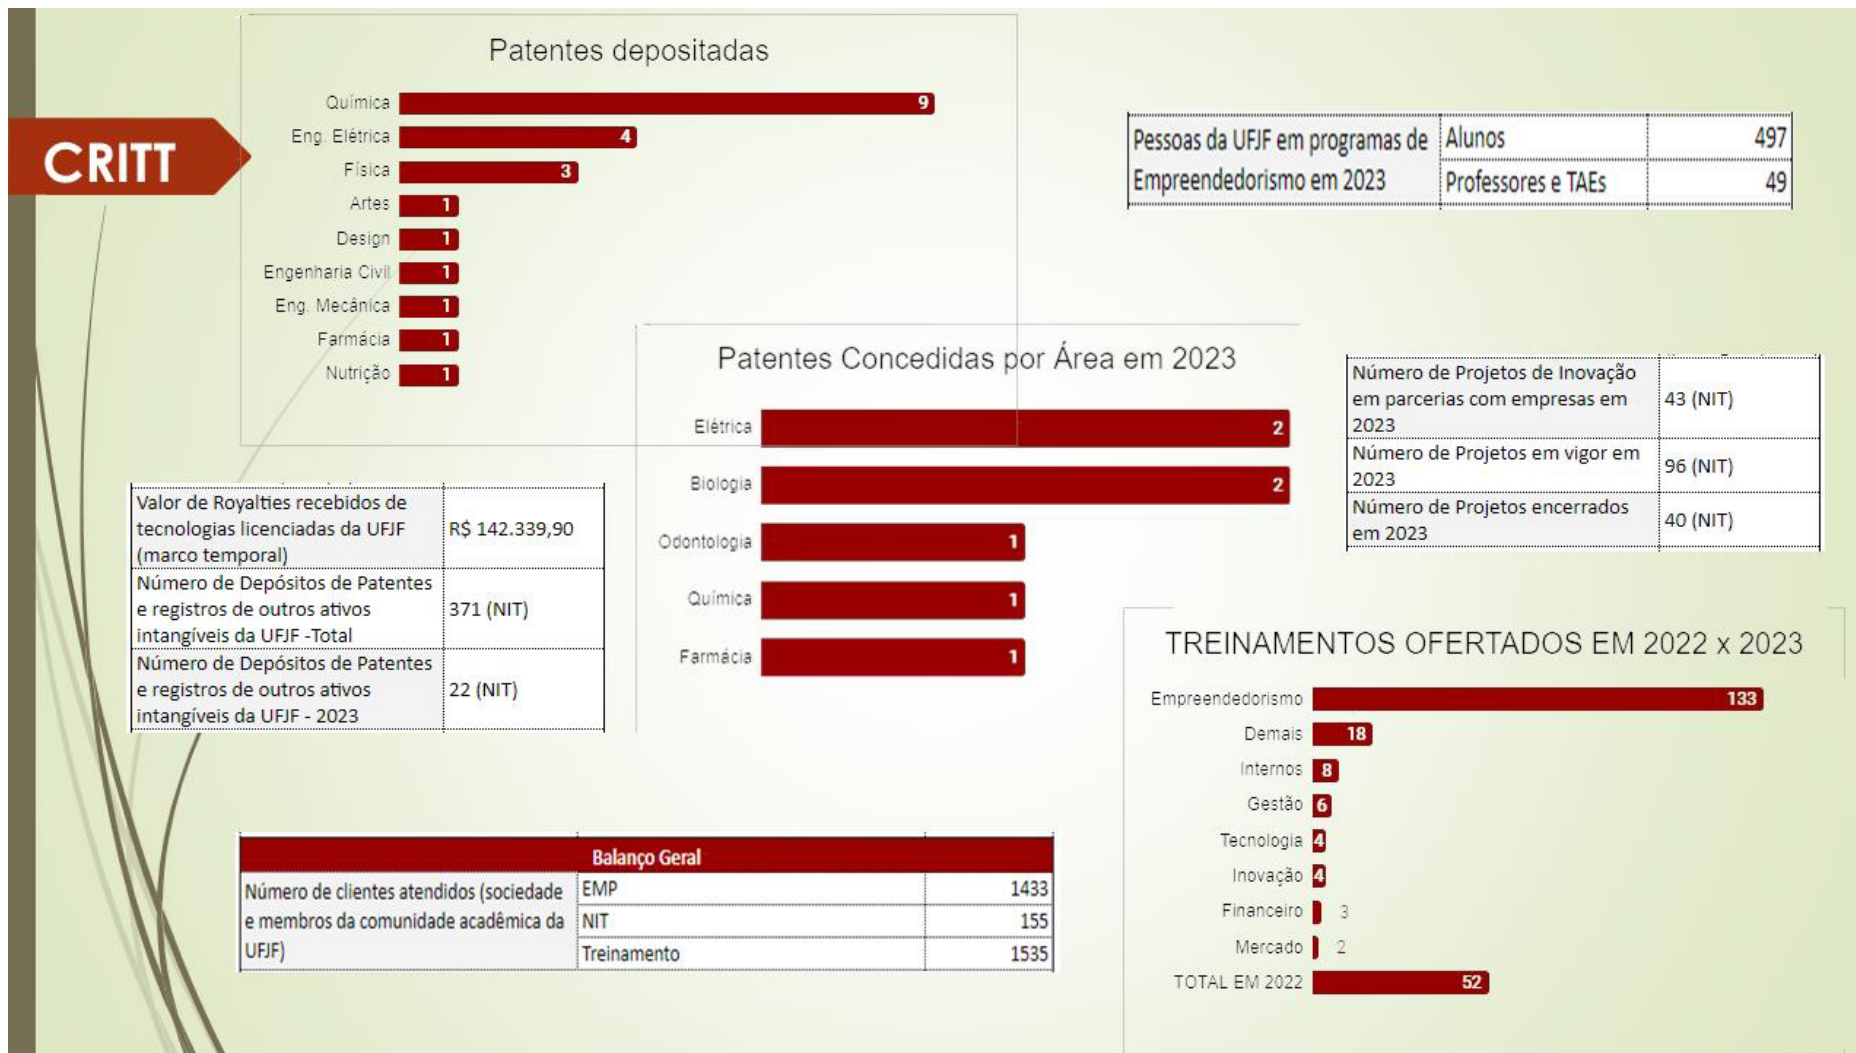 CRITT
Patentes depositadas
Química 9
Eng. Elétrica 4
Física 3
Artes 1
Design 1
Engenharia Civil 1
Eng. Mecânica 1
Farmácia 1
Nutrição 1
Pessoas da UFJF em programas de
Empreendedorismo em 2023
Alunos 497
Professores e TAEs 49
Patentes Concedidas por Área em 2023
Elétrica 2
Biologia 2
Odontologia 1
Química 1
Farmácia 1
Número de Projetos de Inovação
em parcerias com empresas em
2023
43 (NIT)
Número de Projetos em vigor em
2023
96 (NIT)
Número de Projetos encerrados
em 2023
40 (NIT)
Valor de Royalties recebidos de
tecnologias licenciadas da UFJF
(marco temporal)
R$ 142.339,90
Número de Depósitos de Patentes
e registros de outros ativos
intangíveis da UFJF -Total
371 (NIT)
Número de Depósitos de Patentes
e registros de outros ativos
intangíveis da UFJF - 2023
22 (NIT)
TREINAMENTOS OFERTADOS EM 2022 x 2023
Empreendedorismo 133
Demais 18
Internos 8
Gestão 6
Tecnologia 4
Inovação 4
Financeiro 3
Mercado 2
TOTAL EM 2022 52
Balanço Geral
Número de clientes atendidos (sociedade
e membros da comunidade acadêmica da
UFJF)
EMP 1433
NIT 155
Treinamento 1535